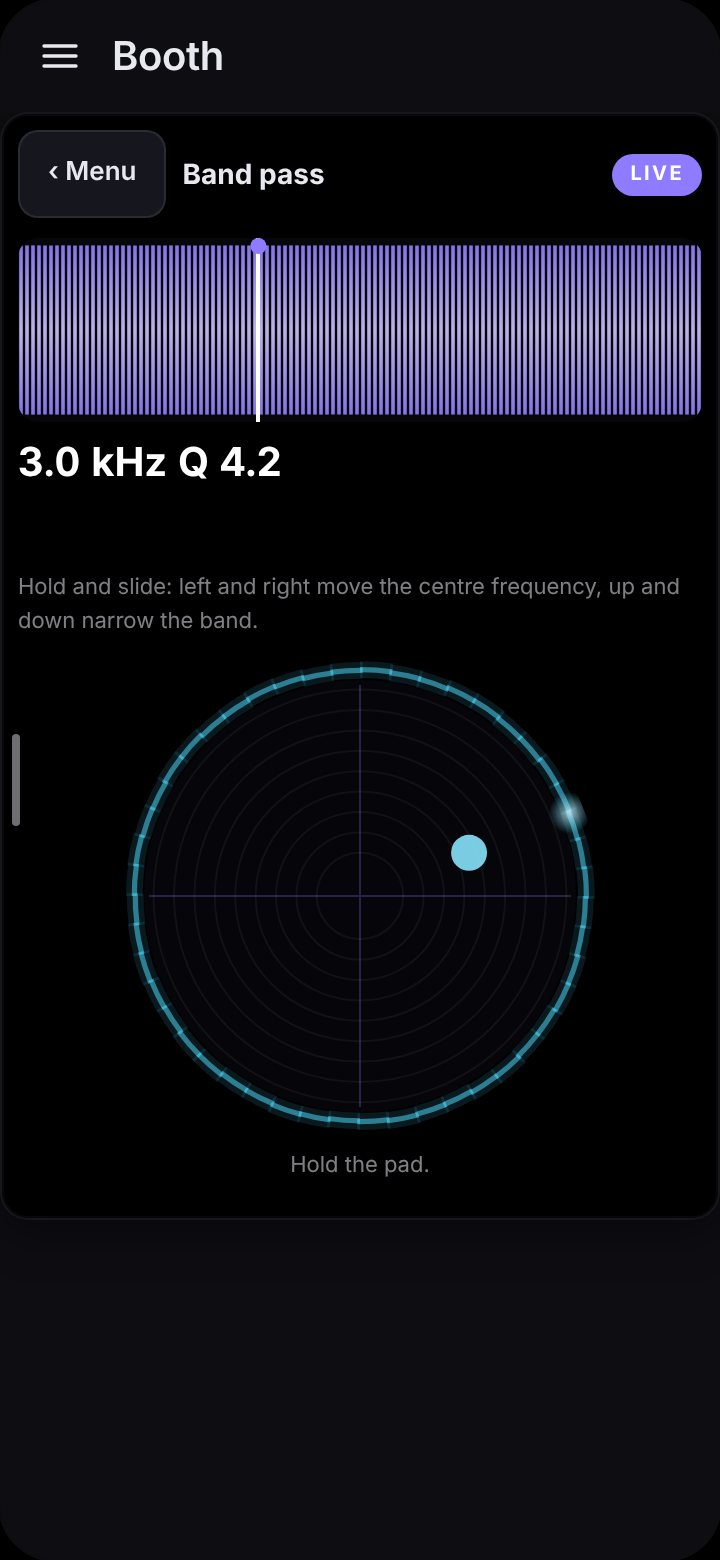 Booth
‹ Menu
Band pass
LIVE
3.0 kHz Q 4.2
Hold and slide: left and right move the centre frequency, up and
down narrow the band.
Hold the pad.